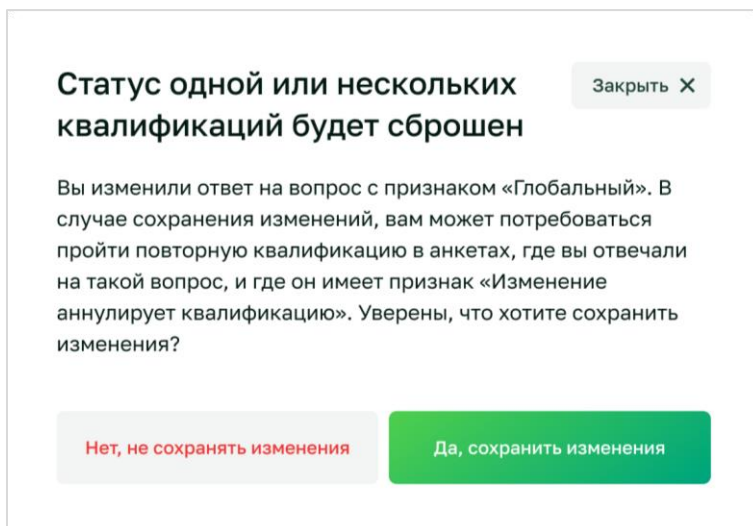 Статус одной или нескольких
Закрыть ×
квалификаций будет сброшен
Вы изменили ответ на вопрос с признаком «Глобальный». В
случае сохранения изменений, вам может потребоваться
пройти повторную квалификацию в анкетах, где вы отвечали
на такой вопрос, и где он имеет признак «Изменение
аннулирует квалификацию». Уверены, что хотите сохранить
изменения?
Нет, не сохранять изменения
Да, сохранить изменения